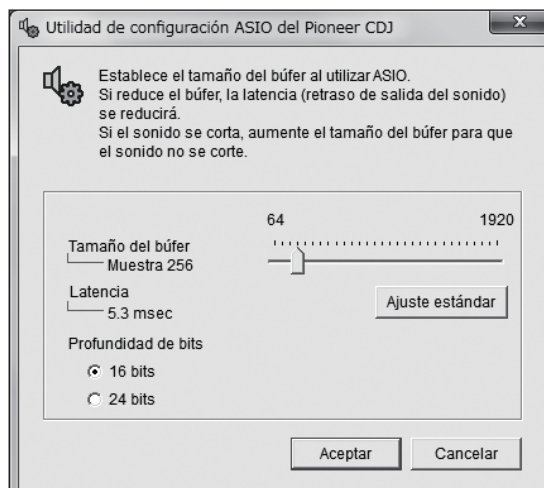 Utilidad de configuración ASIO del Pioneer CDJ
Establece el tamaño del búfer al utilizar ASIO.
Si reduce el búfer, la latencia (retraso de salida del sonido)
se reducirá.
Si el sonido se corta, aumente el tamaño del búfer para que
el sonido no se corte.
64 1920
Tamaño del búfer
Muestra 256
Latencia
5.3 msec
Ajuste estándar
Profundidad de bits
16 bits
24 bits
Aceptar Cancelar